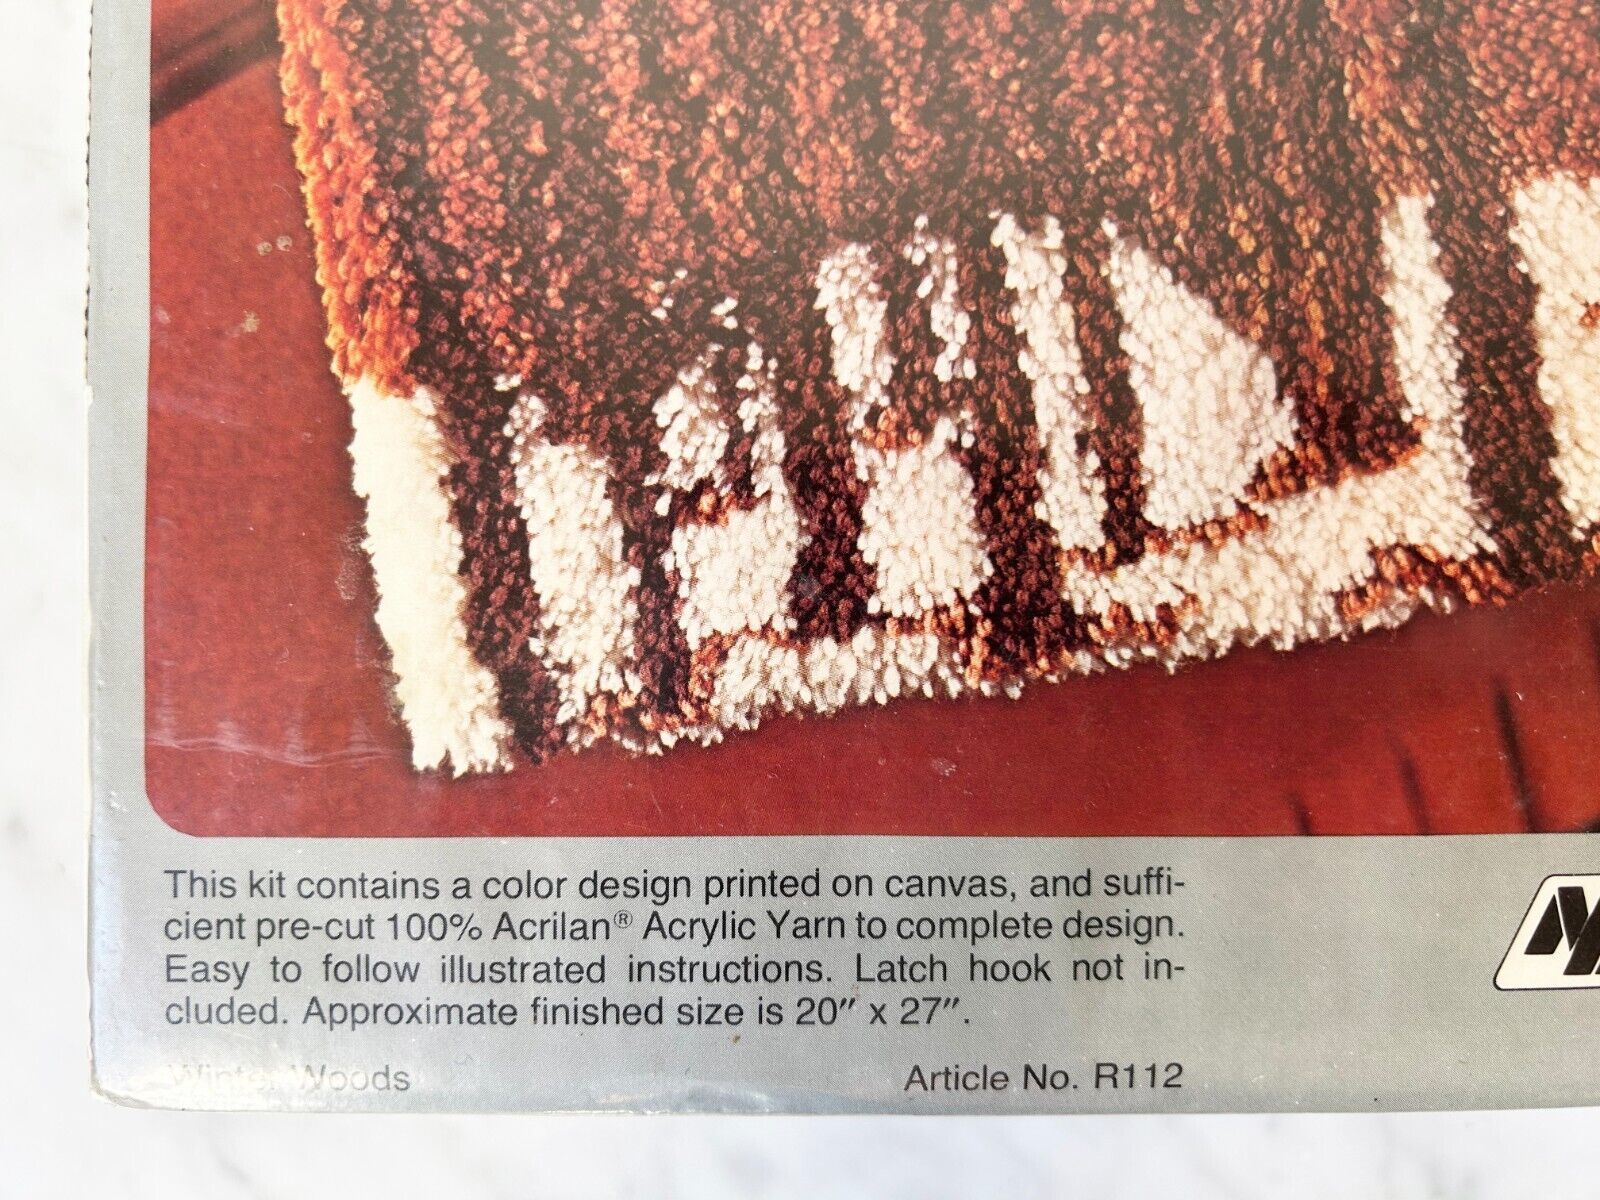 This kit contains a color design printed on canvas, and suffi-
cient pre-cut 100% Acrilan® Acrylic Yarn to complete design.
Easy to follow illustrated instructions. Latch hook not in-
cluded. Approximate finished size is 20″ x 27″.
Winter Woods
Article No. R112